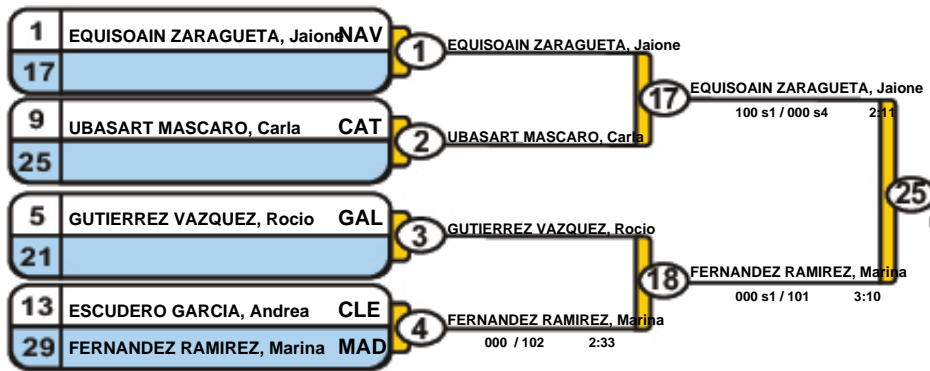 1 EQUISOAIN ZARAGUETA, Jaione NAV
17
1 EQUISOAIN ZARAGUETA, Jaione
9 UBASART MASCARO, Carla CAT
25
2 UBASART MASCARO, Carla
17 EQUISOAIN ZARAGUETA, Jaione
100 s1 / 000 s4 2:11
5 GUTIERREZ VAZQUEZ, Rocio GAL
21
3 GUTIERREZ VAZQUEZ, Rocio
13 ESCUDERO GARCIA, Andrea CLE
29 FERNANDEZ RAMIREZ, Marina MAD
4 FERNANDEZ RAMIREZ, Marina
000 / 102 2:33
18 FERNANDEZ RAMIREZ, Marina
000 s1 / 101 3:10
25